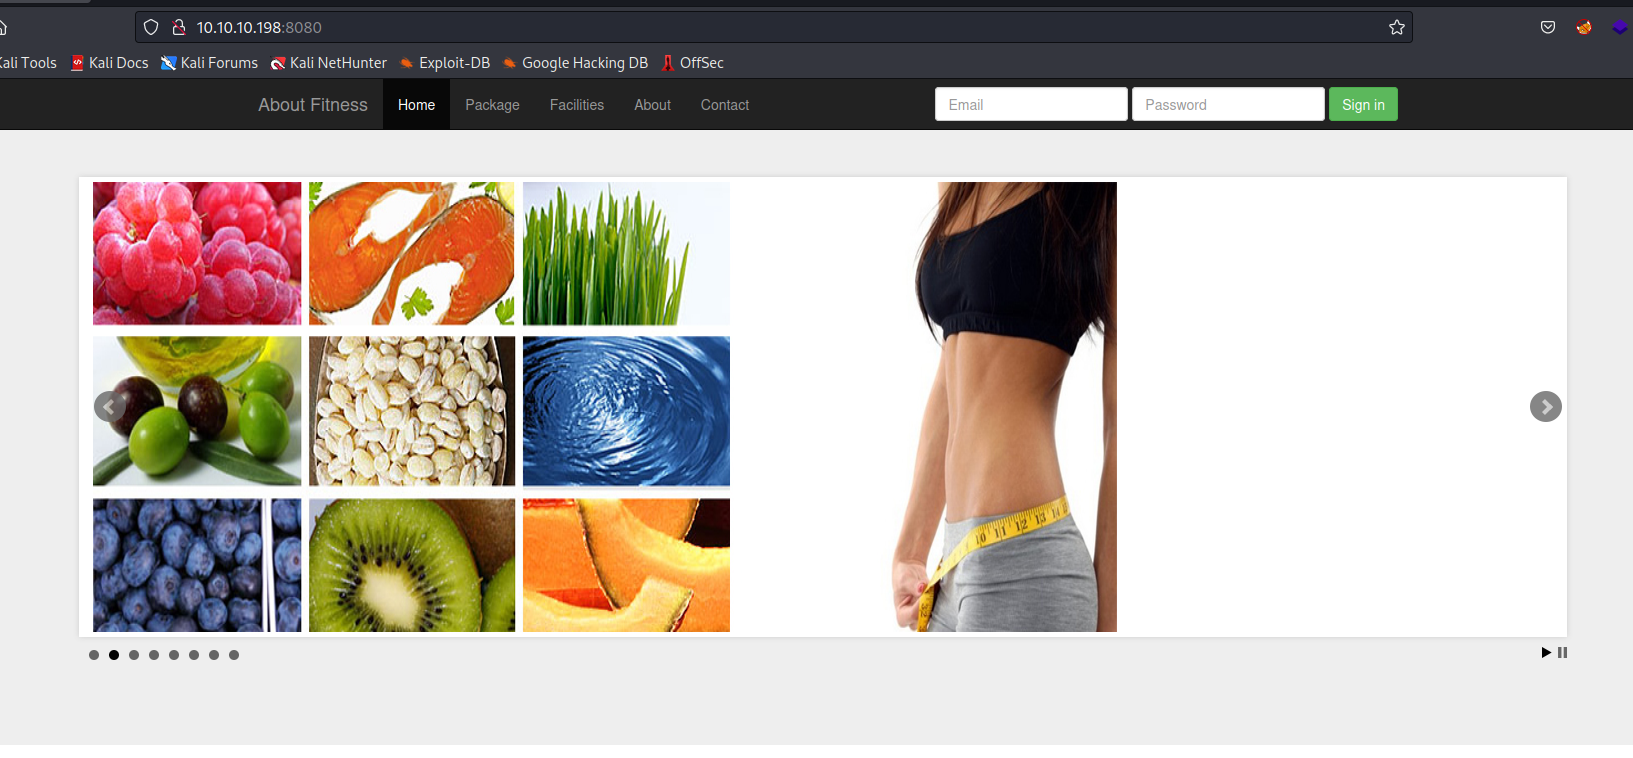 10.10.10.198:8080
Kali Tools Kali Docs Kali Forums Kali NetHunter Exploit-DB Google Hacking DB OffSec
About Fitness Home Package Facilities About Contact Email Password Sign in
10 11 12 13 14